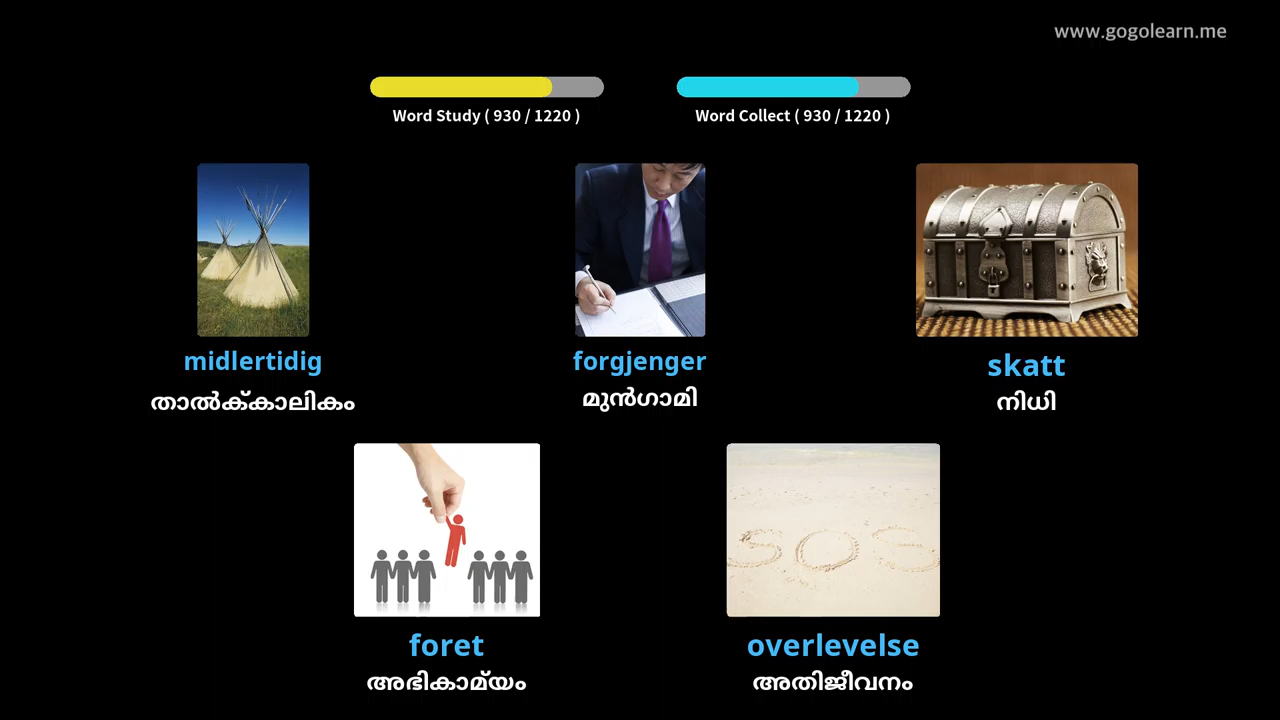 www.gogolearn.me
Word Study ( 930 / 1220 )
Word Collect ( 930 / 1220 )
midlertidig
താൽക്കാലികം
forgjenger
മുൻഗാമി
skatt
നിധി
foret
അഭികാമ്യം
overlevelse
അതിജീവനം
SOS